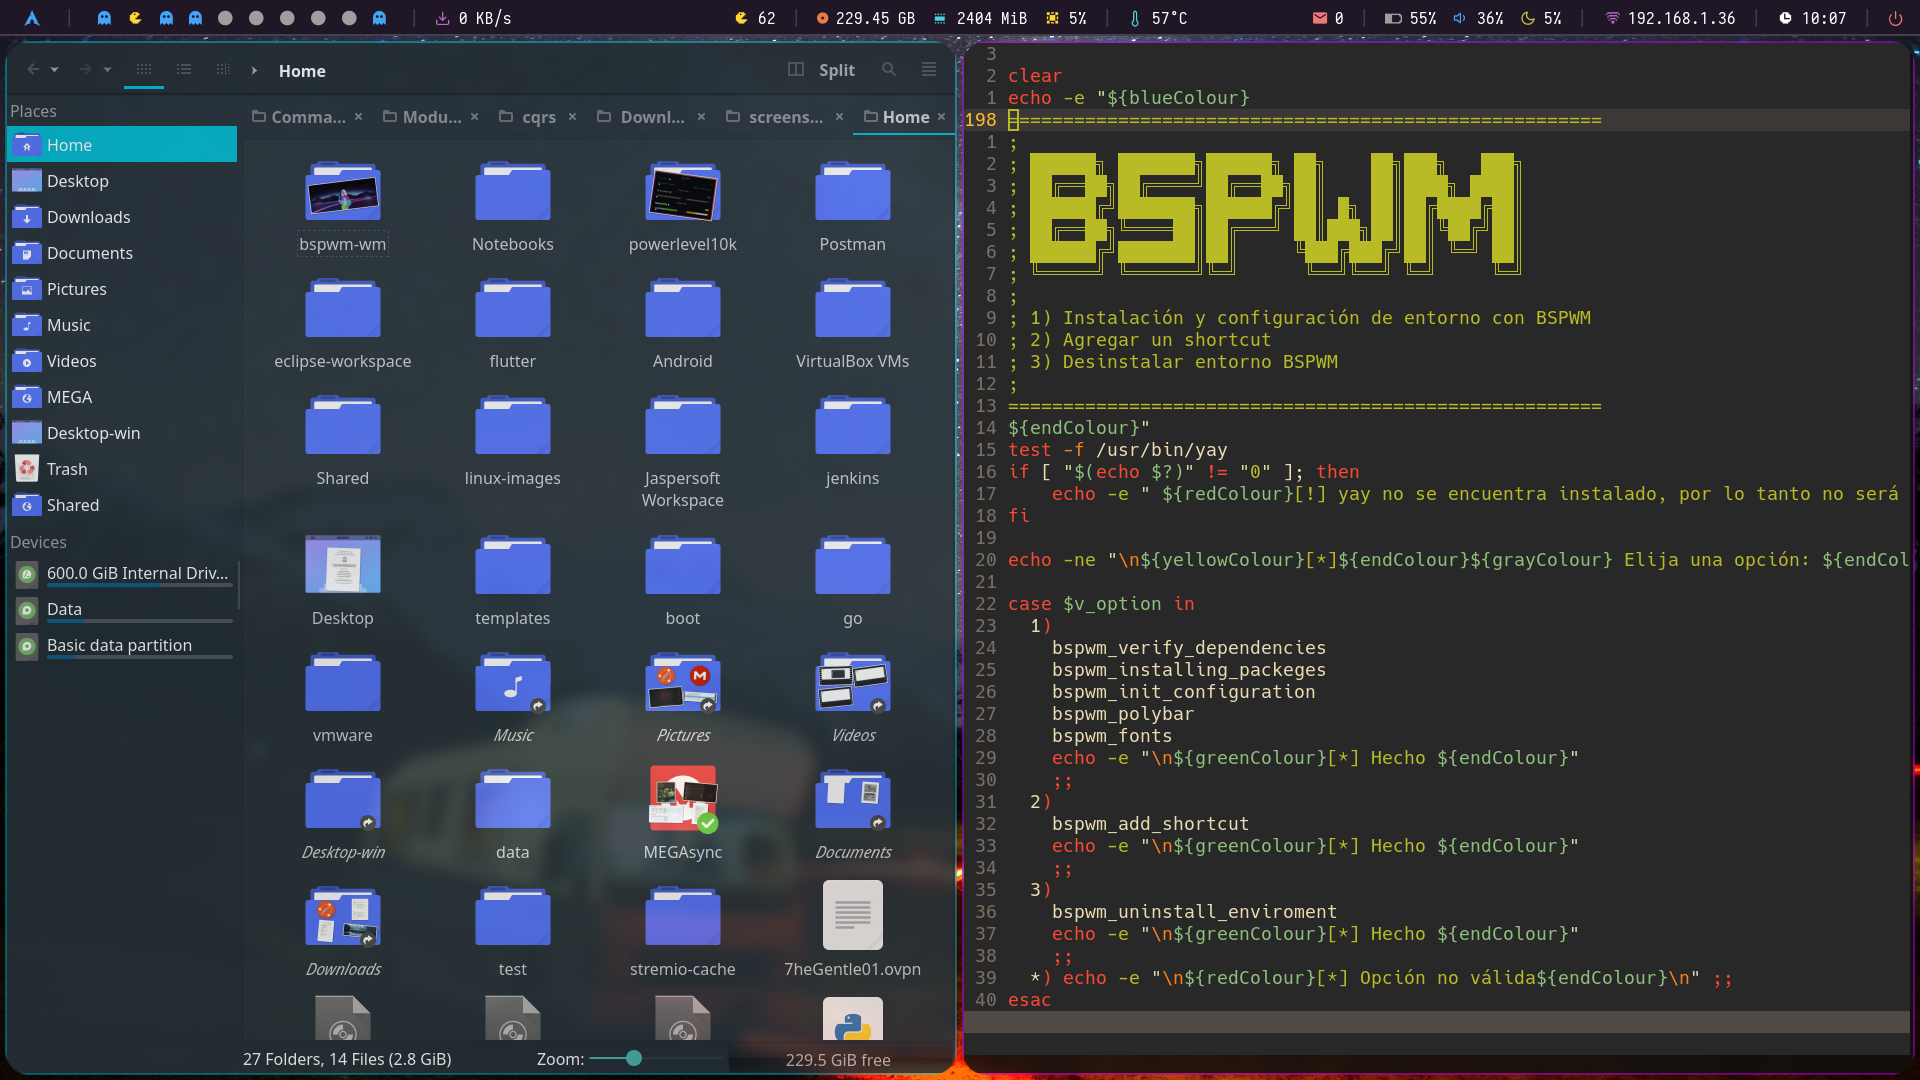 0 KB/s 62 229.45 GB 2404 MiB 5% 57°C 0 55% 36% 5% 192.168.1.36 10:07
Home Split
Places
Home
Desktop
Downloads
Documents
Pictures
Music
Videos
MEGA
Desktop-win
Trash
Shared
Devices
600.0 GiB Internal Driv...
Data
Basic data partition
Comma... × Modu... × cqrs × Downl... × screens... × Home ×
bspwm-wm Notebooks powerlevel10k Postman
eclipse-workspace flutter Android VirtualBox VMs
Shared linux-images Jaspersoft Workspace jenkins
Desktop templates boot go
vmware Music Pictures Videos
Desktop-win data MEGAsync Documents
Downloads test stremio-cache 7heGentle01.ovpn
27 Folders, 14 Files (2.8 GiB) Zoom: 229.5 GiB free
3
2 clear
1 echo -e "${blueColour}
198 ======================================================
1 ;
2 ;
3 ;
4 ; BSPWM
5 ;
6 ;
7 ;
8 ;
9 ; 1) Instalación y configuración de entorno con BSPWM
10 ; 2) Agregar un shortcut
11 ; 3) Desinstalar entorno BSPWM
12 ;
13 ======================================================
14 ${endColour}"
15 test -f /usr/bin/yay
16 if [ "$(echo $?)" != "0" ]; then
17 echo -e " ${redColour}[!] yay no se encuentra instalado, por lo tanto no será
18 fi
19
20 echo -ne "\n${yellowColour}[*]${endColour}${grayColour} Elija una opción: ${endCol
21
22 case $v_option in
23 1)
24 bspwm_verify_dependencies
25 bspwm_installing_packeges
26 bspwm_init_configuration
27 bspwm_polybar
28 bspwm_fonts
29 echo -e "\n${greenColour}[*] Hecho ${endColour}"
30 ;;
31 2)
32 bspwm_add_shortcut
33 echo -e "\n${greenColour}[*] Hecho ${endColour}"
34 ;;
35 3)
36 bspwm_uninstall_enviroment
37 echo -e "\n${greenColour}[*] Hecho ${endColour}"
38 ;;
39 *) echo -e "\n${redColour}[*] Opción no válida${endColour}\n" ;;
40 esac